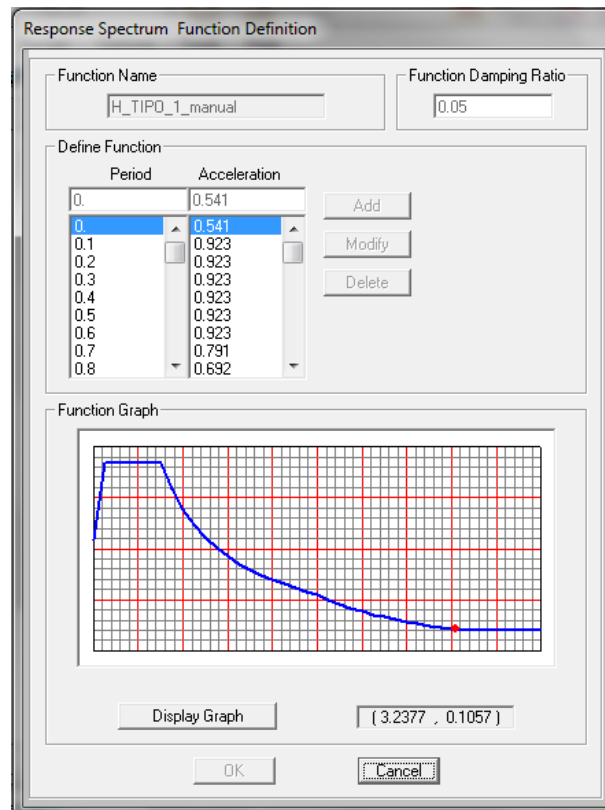 Response Spectrum Function Definition
Function Name
H_TIPO_1_manual
Function Damping Ratio
0.05
Define Function
Period Acceleration
0. 0.541
Add
0. 0.541
0.1 0.923
Modify
0.2 0.923
0.3 0.923
Delete
0.4 0.923
0.5 0.923
0.6 0.923
0.7 0.791
0.8 0.692
Function Graph
Display Graph
( 3.2377 , 0.1057 )
OK
Cancel